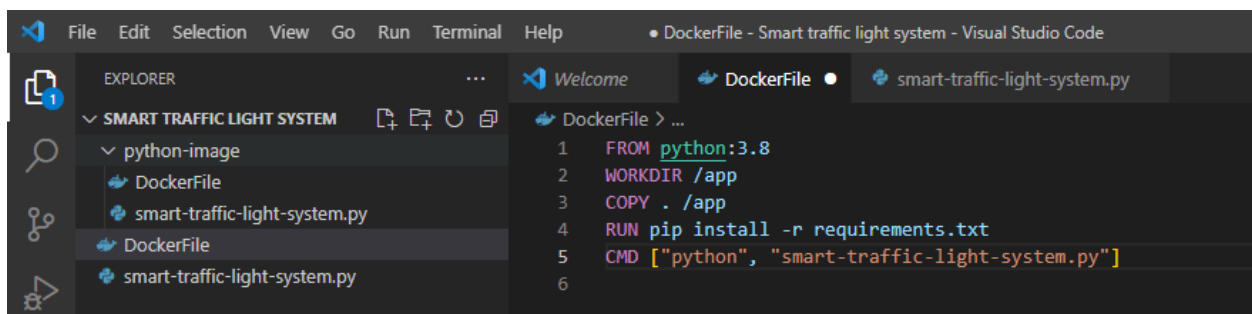 File Edit Selection View Go Run Terminal Help ● DockerFile - Smart traffic light system - Visual Studio Code
EXPLORER ...
Welcome DockerFile ● smart-traffic-light-system.py
1
SMART TRAFFIC LIGHT SYSTEM
DockerFile > ...
python-image
DockerFile
smart-traffic-light-system.py
DockerFile
smart-traffic-light-system.py
1 FROM python:3.8
2 WORKDIR /app
3 COPY . /app
4 RUN pip install -r requirements.txt
5 CMD ["python", "smart-traffic-light-system.py"]
6